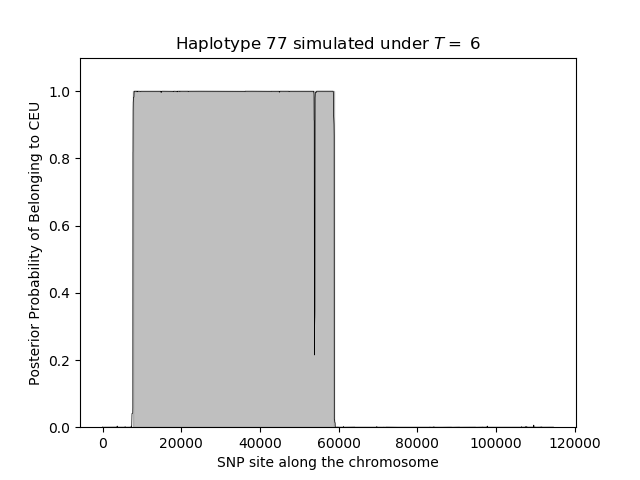 Haplotype 77 simulated under T = 6
Posterior Probability of Belonging to CEU
1.0
0.8
0.6
0.4
0.2
0.0
0 20000 40000 60000 80000 100000 120000
SNP site along the chromosome